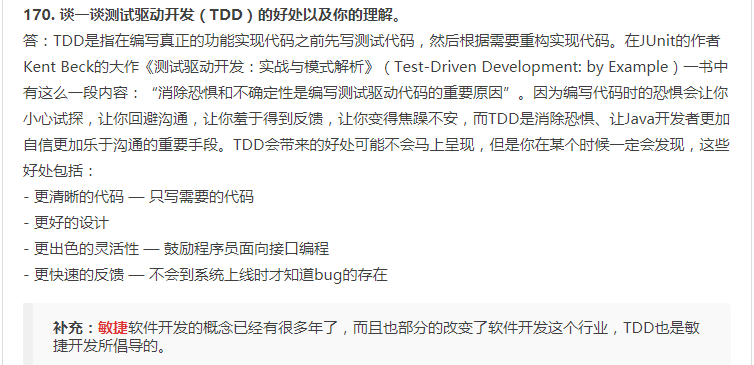 170. 谈一谈测试驱动开发（TDD）的好处以及你的理解。
答：TDD是指在编写真正的功能实现代码之前先写测试代码，然后根据需要重构实现代码。在JUnit的作者
Kent Beck的大作《测试驱动开发：实战与模式解析》（Test-Driven Development: by Example）一书中
有这么一段内容：“消除恐惧和不确定性是编写测试驱动代码的重要原因”。因为编写代码时的恐惧会让你
小心试探，让你回避沟通，让你羞于得到反馈，让你变得焦躁不安，而TDD是消除恐惧、让Java开发者更加
自信更加乐于沟通的重要手段。TDD会带来的好处可能不会马上呈现，但是你在某个时候一定会发现，这些
好处包括：
- 更清晰的代码 — 只写需要的代码
- 更好的设计
- 更出色的灵活性 — 鼓励程序员面向接口编程
- 更快速的反馈 — 不会到系统上线时才知道bug的存在
补充：敏捷软件开发的概念已经有很多年了，而且也部分的改变了软件开发这个行业，TDD也是敏
捷开发所倡导的。